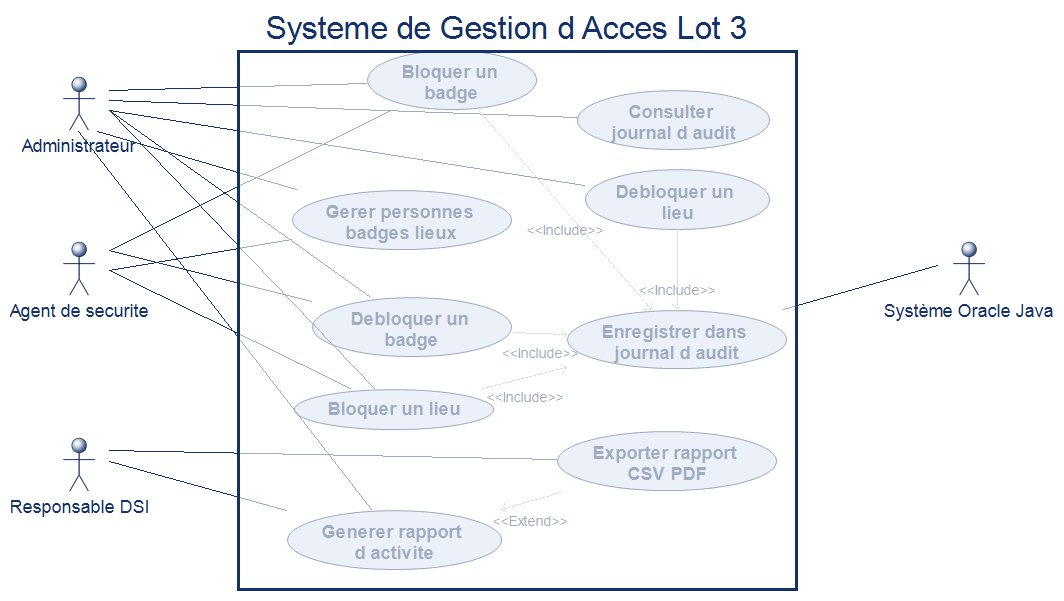 Systeme de Gestion d Acces Lot 3
Bloquer un
badge
Consulter
journal d audit
Administrateur
Debloquer un
lieu
Gerer personnes
badges lieux
<<Include>>
<<Include>>
Agent de securite
Système Oracle Java
Debloquer un
badge
Enregistrer dans
journal d audit
<<Include>>
<<Include>>
Bloquer un lieu
Exporter rapport
CSV PDF
Responsable DSI
<<Extend>>
Generer rapport
d activite